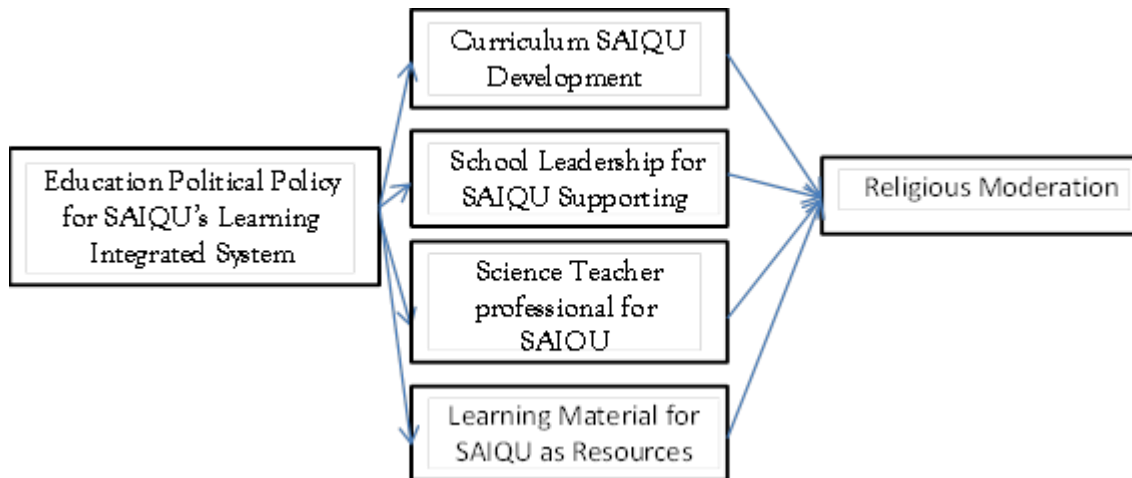 Education Political Policy
for SAIQU's Learning
Integrated System
Curriculum SAIQU
Development
School Leadership for
SAIQU Supporting
Science Teacher
professional for
SAIOU
Learning Material for
SAIQU as Resources
Religious Moderation